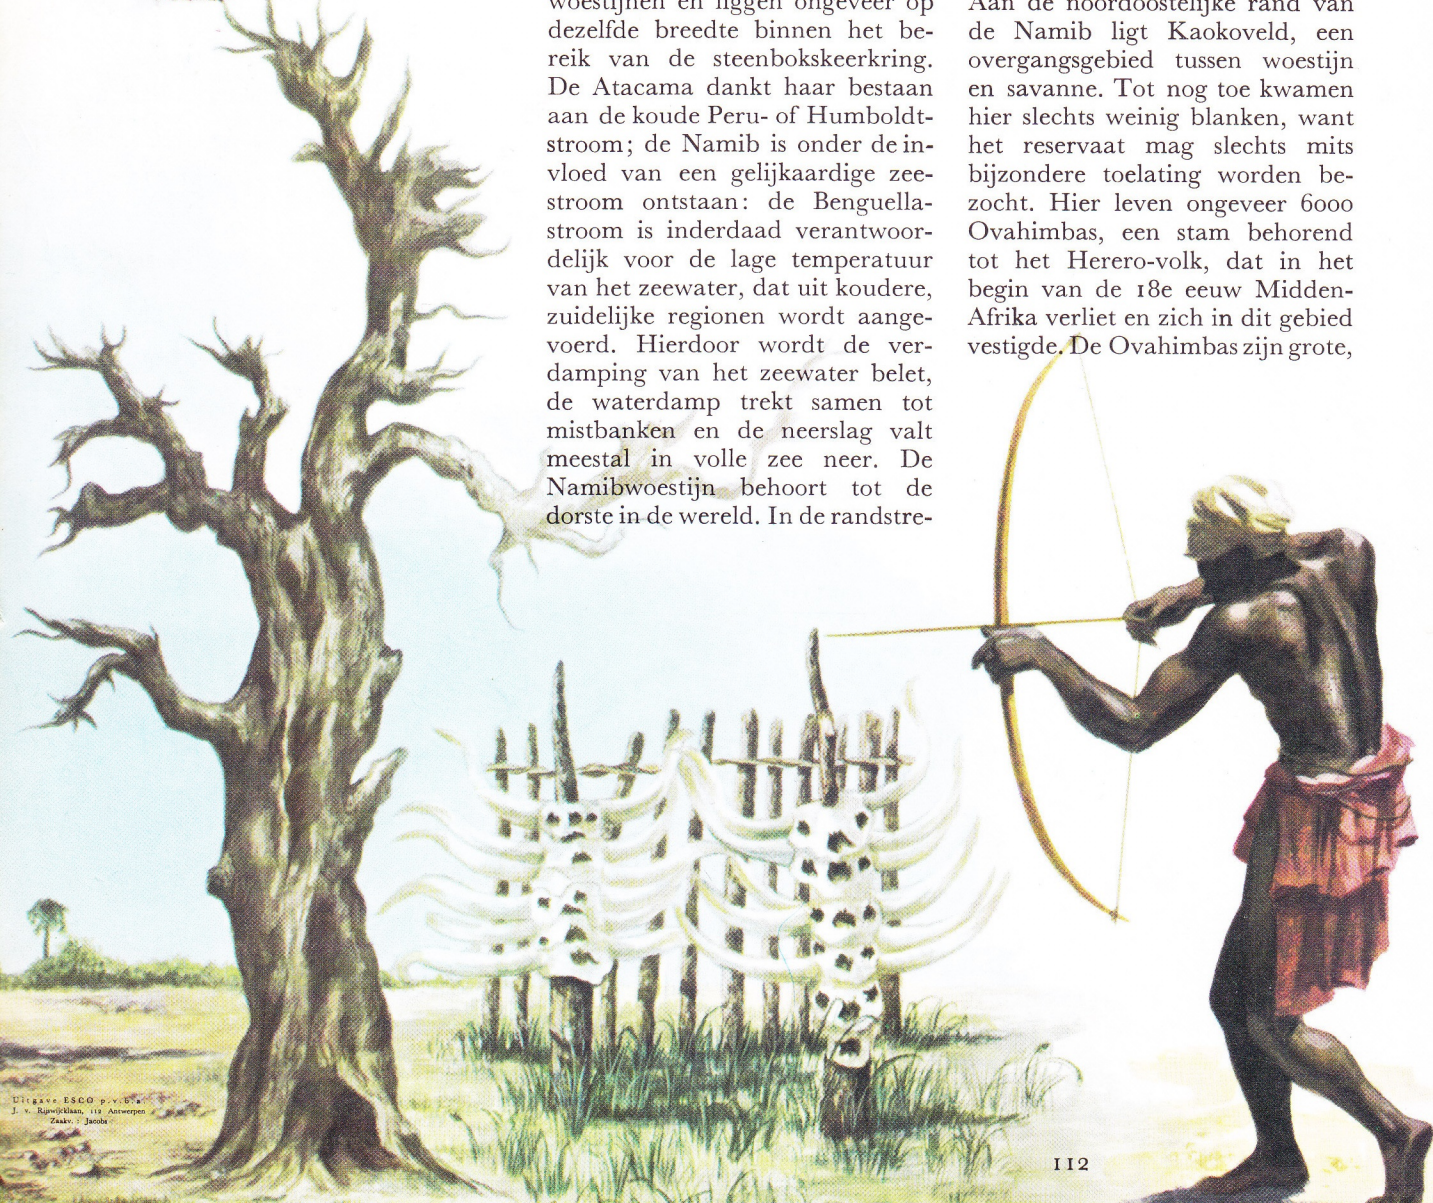 woestijnen en liggen ongeveer op
dezelfde breedte binnen het be-
reik van de steenbokskeerkring.
De Atacama dankt haar bestaan
aan de koude Peru- of Humboldt-
stroom; de Namib is onder de in-
vloed van een gelijkaardige zee-
stroom ontstaan: de Benguella-
stroom is inderdaad verantwoor-
delijk voor de lage temperatuur
van het zeewater, dat uit koudere,
zuidelijke regionen wordt aange-
voerd. Hierdoor wordt de ver-
damping van het zeewater belet,
de waterdamp trekt samen tot
mistbanken en de neerslag valt
meestal in volle zee neer. De
Namibwoestijn behoort tot de
dorste in de wereld. In de randstre-
Aan de noordoostelijke rand van
de Namib ligt Kaokoveld, een
overgangsgebied tussen woestijn
en savanne. Tot nog toe kwamen
hier slechts weinig blanken, want
het reservaat mag slechts mits
bijzondere toelating worden be-
zocht. Hier leven ongeveer 6000
Ovahimbas, een stam behorend
tot het Herero-volk, dat in het
begin van de 18e eeuw Midden-
Afrika verliet en zich in dit gebied
vestigde. De Ovahimbas zijn grote,
Uitgave ESCO p.v.b.a.
J. v. Rijswijcklaan, 112 Antwerpen
Zaakv. : Jacobs
112